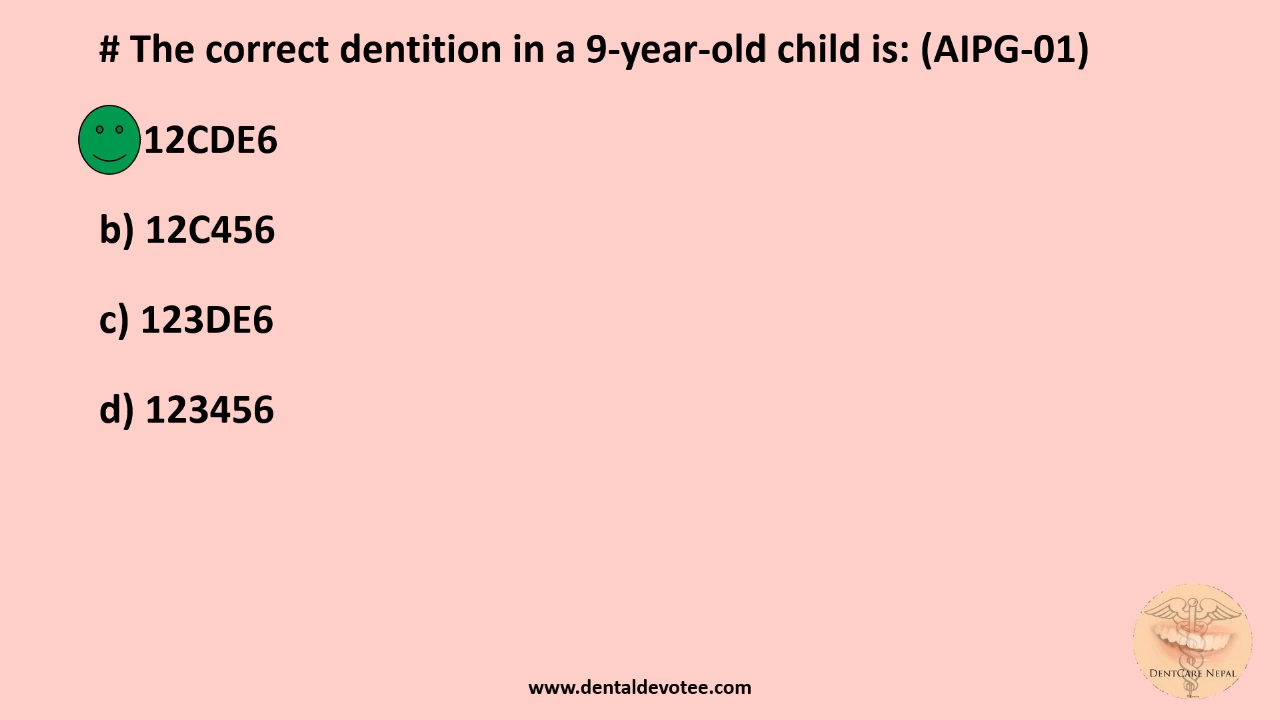 # The correct dentition in a 9-year-old child is: (AIPG-01)
12CDE6
b) 12C456
c) 123DE6
d) 123456
DENTCARE NEPAL
www.dentaldevotee.com